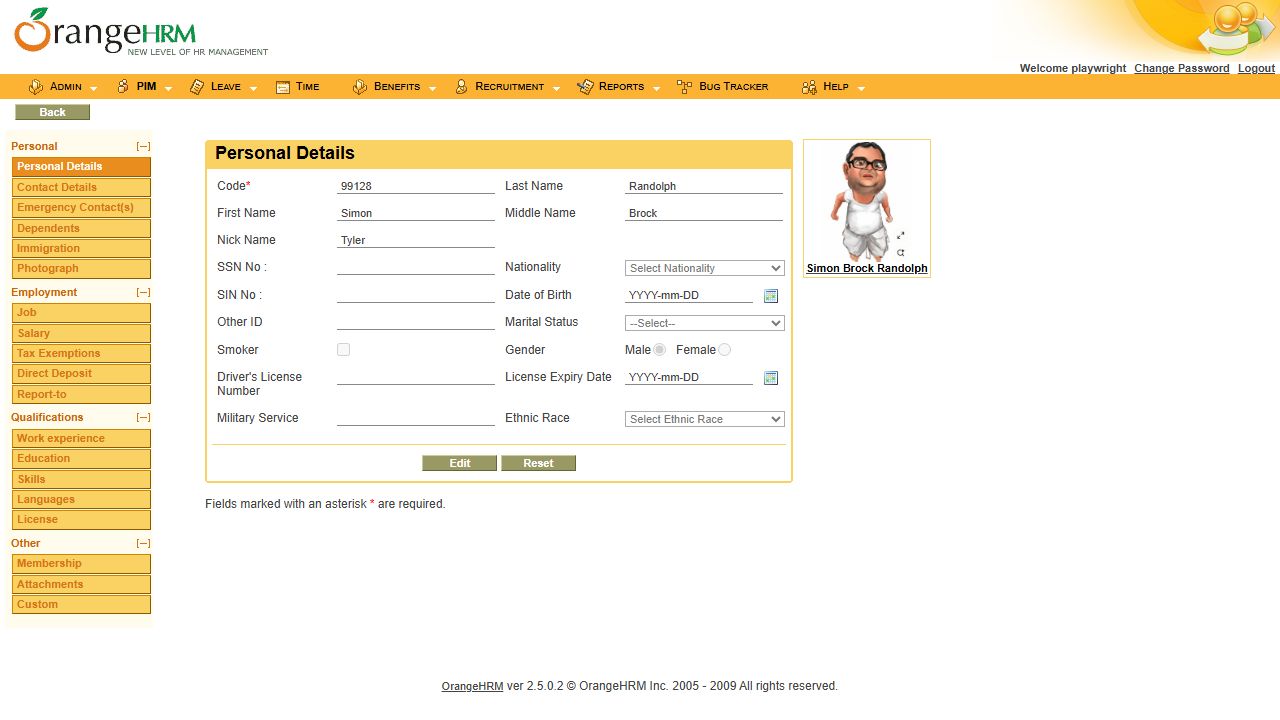 OrangeHRM
NEW LEVEL OF HR MANAGEMENT
Welcome playwright Change Password Logout
ADMIN PIM LEAVE TIME BENEFITS RECRUITMENT REPORTS BUG TRACKER HELP
Back
Personal [—]
Personal Details
Contact Details
Emergency Contact(s)
Dependents
Immigration
Photograph
Employment [—]
Job
Salary
Tax Exemptions
Direct Deposit
Report-to
Qualifications [—]
Work experience
Education
Skills
Languages
License
Other [—]
Membership
Attachments
Custom
Personal Details
Code* 99128 Last Name Randolph
First Name Simon Middle Name Brock
Nick Name Tyler
SSN No : Nationality Select Nationality
SIN No : Date of Birth YYYY-mm-DD
Other ID Marital Status --Select--
Smoker Gender Male Female
Driver's License Number License Expiry Date YYYY-mm-DD
Military Service Ethnic Race Select Ethnic Race
Edit Reset
Fields marked with an asterisk * are required.
Simon Brock Randolph
OrangeHRM ver 2.5.0.2 © OrangeHRM Inc. 2005 - 2009 All rights reserved.